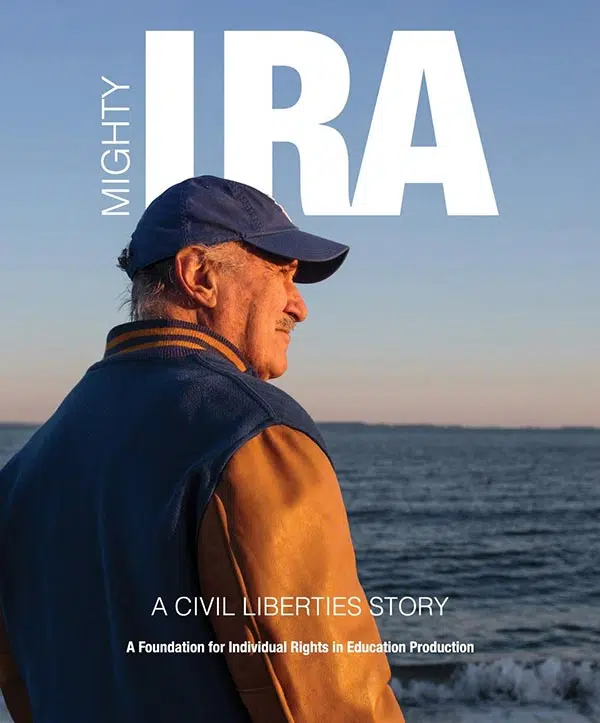 MIGHTY
IRA
A CIVIL LIBERTIES STORY
A Foundation for Individual Rights in Education Production